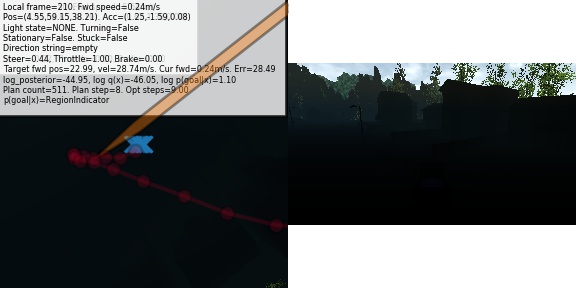 Local frame=210: Fwd speed=0.24m/s
Pos=(4.55,59.15,38.21). Acc=(1.25,-1.59,0.08)
Light state=NONE. Turning=False
Stationary=False. Stuck=False
Direction string=empty
Steer=0.44, Throttle=1.00, Brake=0.00
Target fwd pos=22.99, vel=28.74m/s. Cur fwd=0.24m/s. Err=28.49
log_posterior=-44.95, log q(x)=-46.05, log p(goal|x)=1.10
Plan count=511. Plan step=8. Opt steps=9.00
p(goal|x)=RegionIndicator